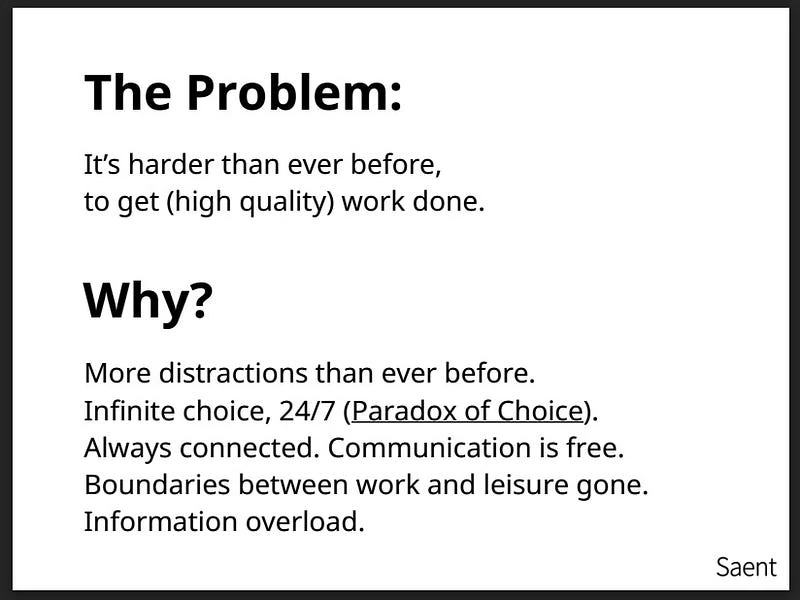 The Problem:
It’s harder than ever before,
to get (high quality) work done.
Why?
More distractions than ever before.
Infinite choice, 24/7 (Paradox of Choice).
Always connected. Communication is free.
Boundaries between work and leisure gone.
Information overload.
Saent